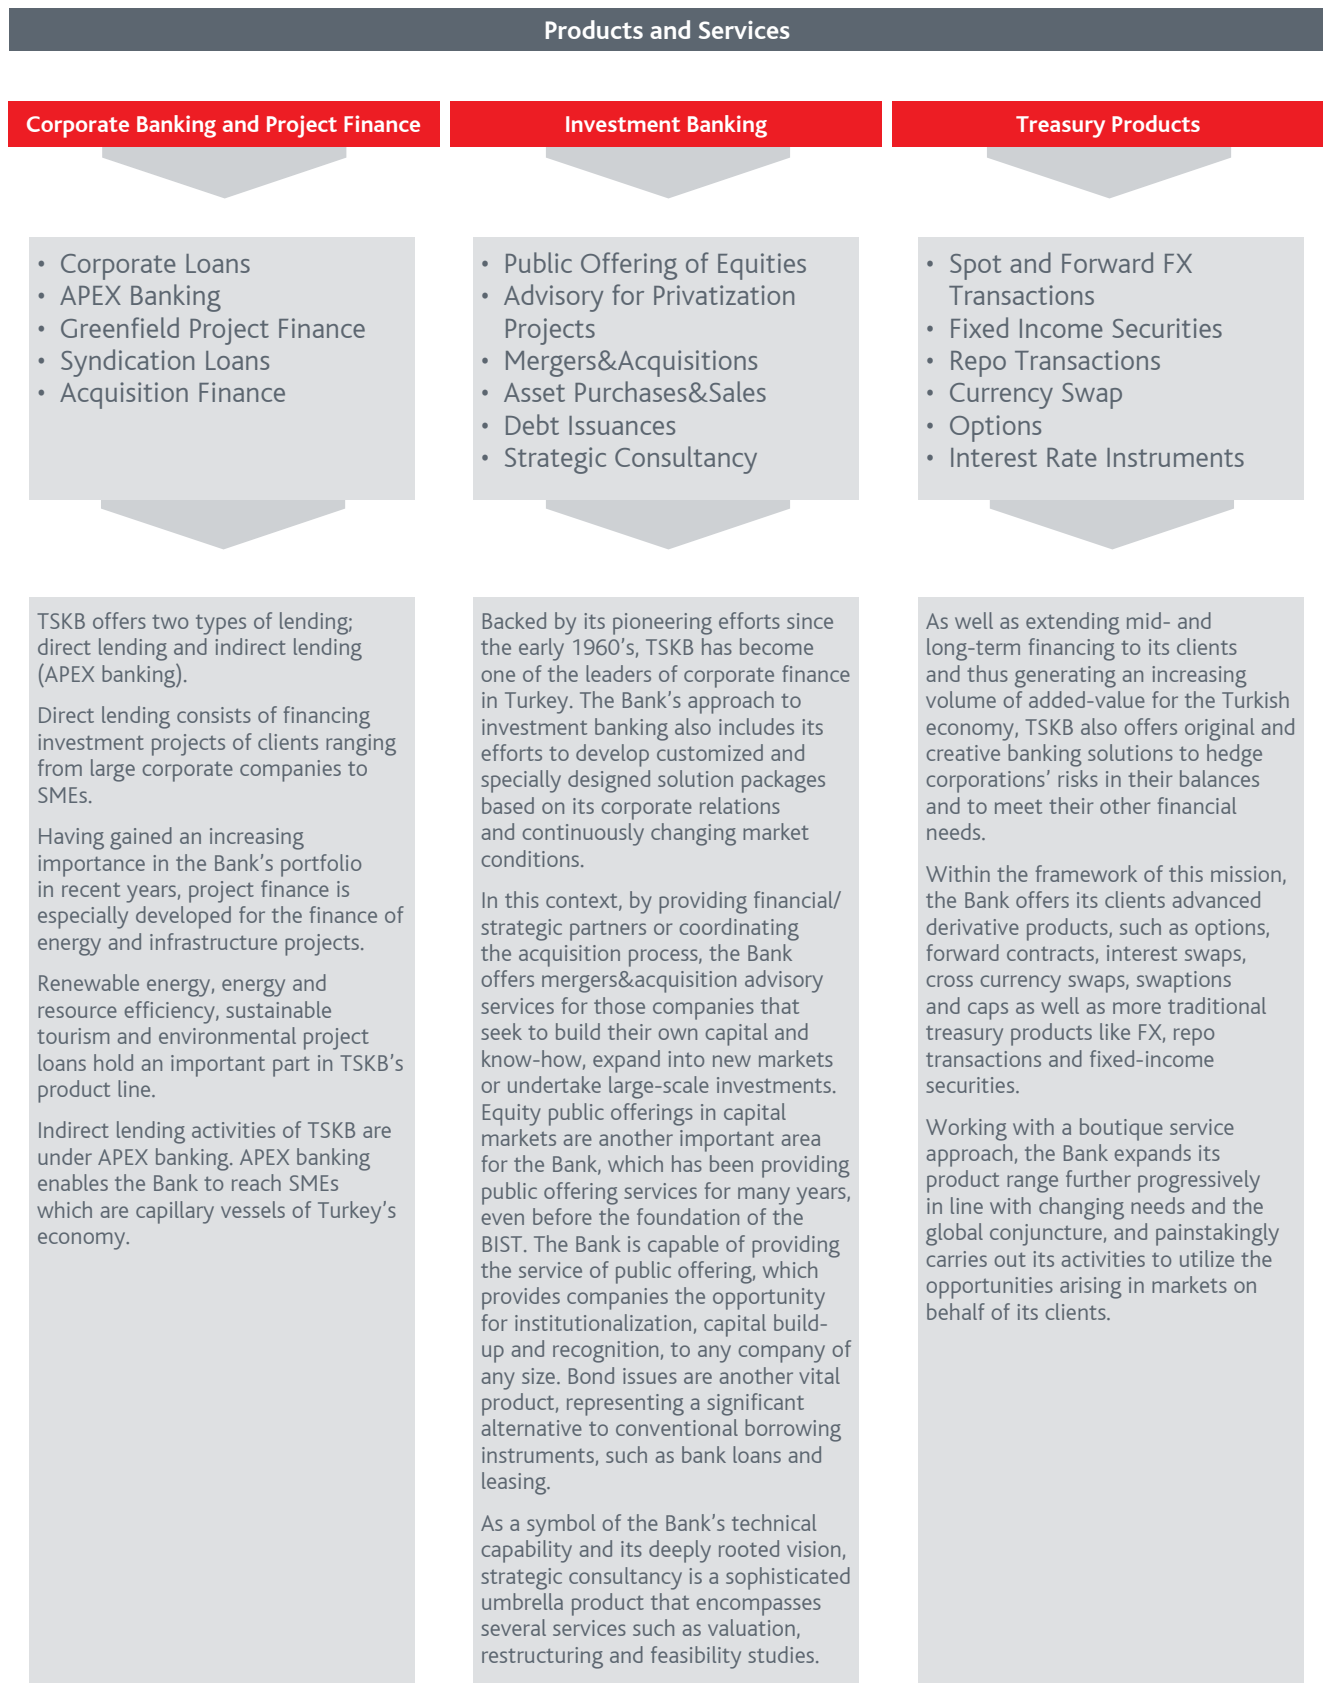 Products and Services
Corporate Banking and Project Finance
• Corporate Loans
• APEX Banking
• Greenfield Project Finance
• Syndication Loans
• Acquisition Finance
TSKB offers two types of lending;
direct lending and indirect lending
(APEX banking).
Direct lending consists of financing
investment projects of clients ranging
from large corporate companies to
SMEs.
Having gained an increasing
importance in the Bank’s portfolio
in recent years, project finance is
especially developed for the finance of
energy and infrastructure projects.
Renewable energy, energy and
resource efficiency, sustainable
tourism and environmental project
loans hold an important part in TSKB’s
product line.
Indirect lending activities of TSKB are
under APEX banking. APEX banking
enables the Bank to reach SMEs
which are capillary vessels of Turkey’s
economy.
Investment Banking
• Public Offering of Equities
• Advisory for Privatization
Projects
• Mergers&Acquisitions
• Asset Purchases&Sales
• Debt Issuances
• Strategic Consultancy
Backed by its pioneering efforts since
the early 1960’s, TSKB has become
one of the leaders of corporate finance
in Turkey. The Bank’s approach to
investment banking also includes its
efforts to develop customized and
specially designed solution packages
based on its corporate relations
and continuously changing market
conditions.
In this context, by providing financial/
strategic partners or coordinating
the acquisition process, the Bank
offers mergers&acquisition advisory
services for those companies that
seek to build their own capital and
know-how, expand into new markets
or undertake large-scale investments.
Equity public offerings in capital
markets are another important area
for the Bank, which has been providing
public offering services for many years,
even before the foundation of the
BIST. The Bank is capable of providing
the service of public offering, which
provides companies the opportunity
for institutionalization, capital build-
up and recognition, to any company of
any size. Bond issues are another vital
product, representing a significant
alternative to conventional borrowing
instruments, such as bank loans and
leasing.
As a symbol of the Bank’s technical
capability and its deeply rooted vision,
strategic consultancy is a sophisticated
umbrella product that encompasses
several services such as valuation,
restructuring and feasibility studies.
Treasury Products
• Spot and Forward FX
Transactions
• Fixed Income Securities
• Repo Transactions
• Currency Swap
• Options
• Interest Rate Instruments
As well as extending mid- and
long-term financing to its clients
and thus generating an increasing
volume of added-value for the Turkish
economy, TSKB also offers original and
creative banking solutions to hedge
corporations’ risks in their balances
and to meet their other financial
needs.
Within the framework of this mission,
the Bank offers its clients advanced
derivative products, such as options,
forward contracts, interest swaps,
cross currency swaps, swaptions
and caps as well as more traditional
treasury products like FX, repo
transactions and fixed-income
securities.
Working with a boutique service
approach, the Bank expands its
product range further progressively
in line with changing needs and the
global conjuncture, and painstakingly
carries out its activities to utilize the
opportunities arising in markets on
behalf of its clients.